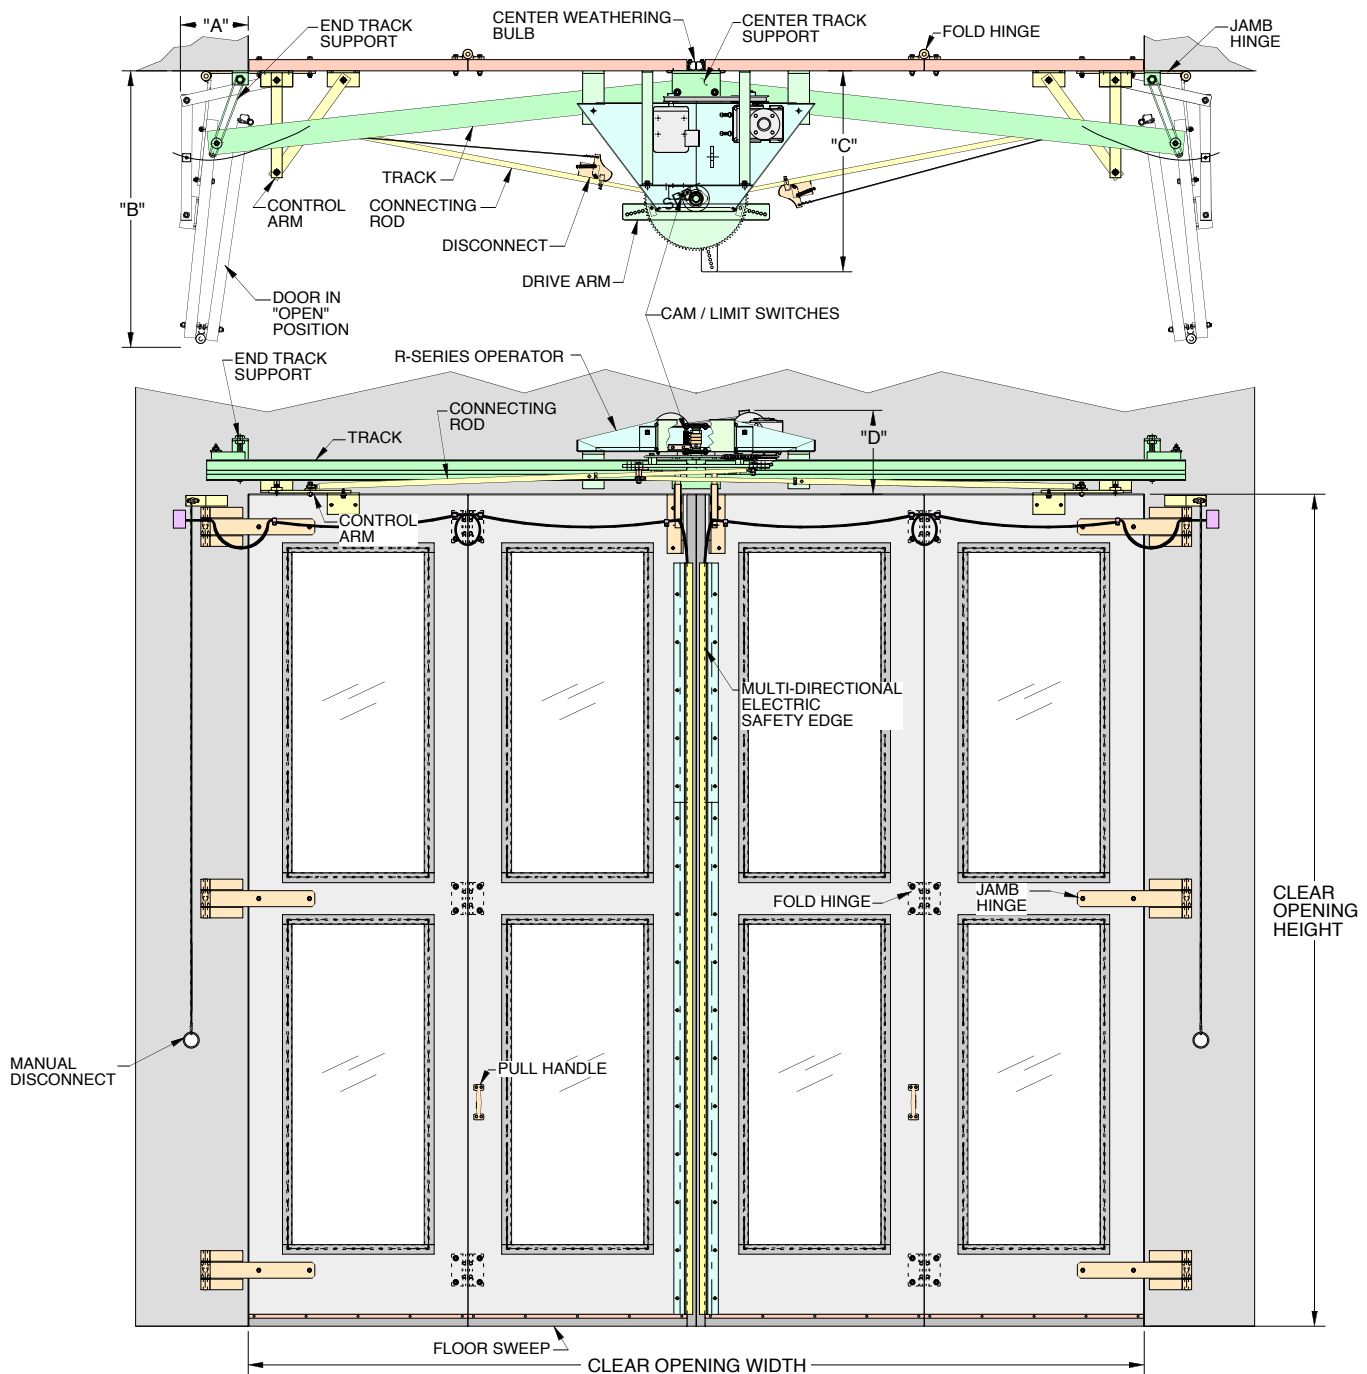 "A"
END TRACK
SUPPORT
CENTER WEATHERING
BULB
CENTER TRACK
SUPPORT
FOLD HINGE
JAMB
HINGE
"B"
"C"
TRACK
CONTROL
ARM
CONNECTING
ROD
DISCONNECT
DRIVE ARM
DOOR IN
"OPEN"
POSITION
CAM / LIMIT SWITCHES
END TRACK
SUPPORT
R-SERIES OPERATOR
CONNECTING
ROD
TRACK
"D"
CONTROL
ARM
MULTI-DIRECTIONAL
ELECTRIC
SAFETY EDGE
FOLD HINGE
JAMB
HINGE
CLEAR
OPENING
HEIGHT
MANUAL
DISCONNECT
PULL HANDLE
FLOOR SWEEP
CLEAR OPENING WIDTH